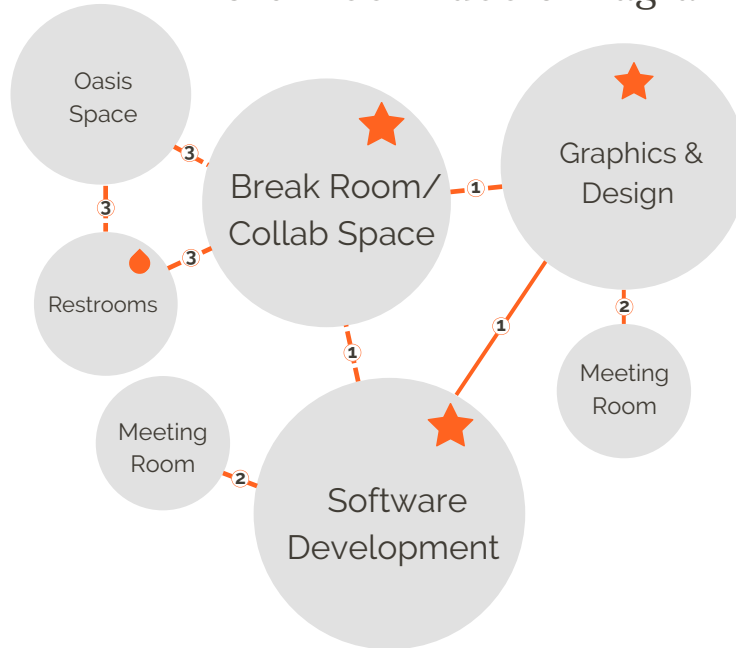 Oasis
Space
Break Room/
Collab Space
Graphics &
Design
3
1
3
3
Restrooms
2
1
1
Meeting
Room
Meeting
Room
2
Software
Development